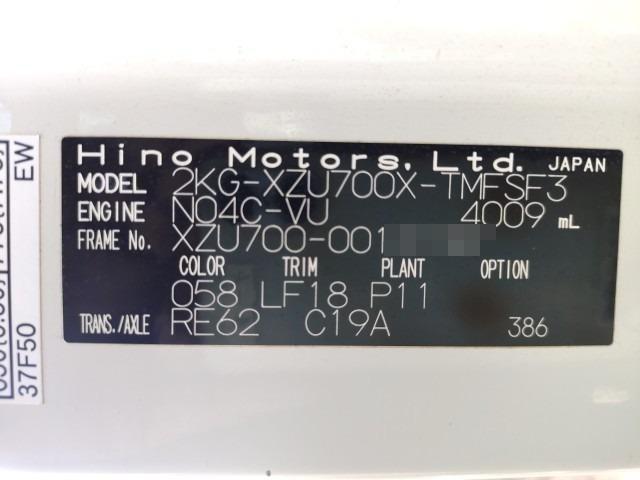 Hino Motors, Ltd. JAPAN
MODEL 2KG-XZU700X-TMFSF3
ENGINE N04C-VU 4009 mL
FRAME No. XZU700-001
COLOR TRIM PLANT OPTION
058 LF18 P11
TRANS./AXLE RE62 C19A 386
EW
37F50